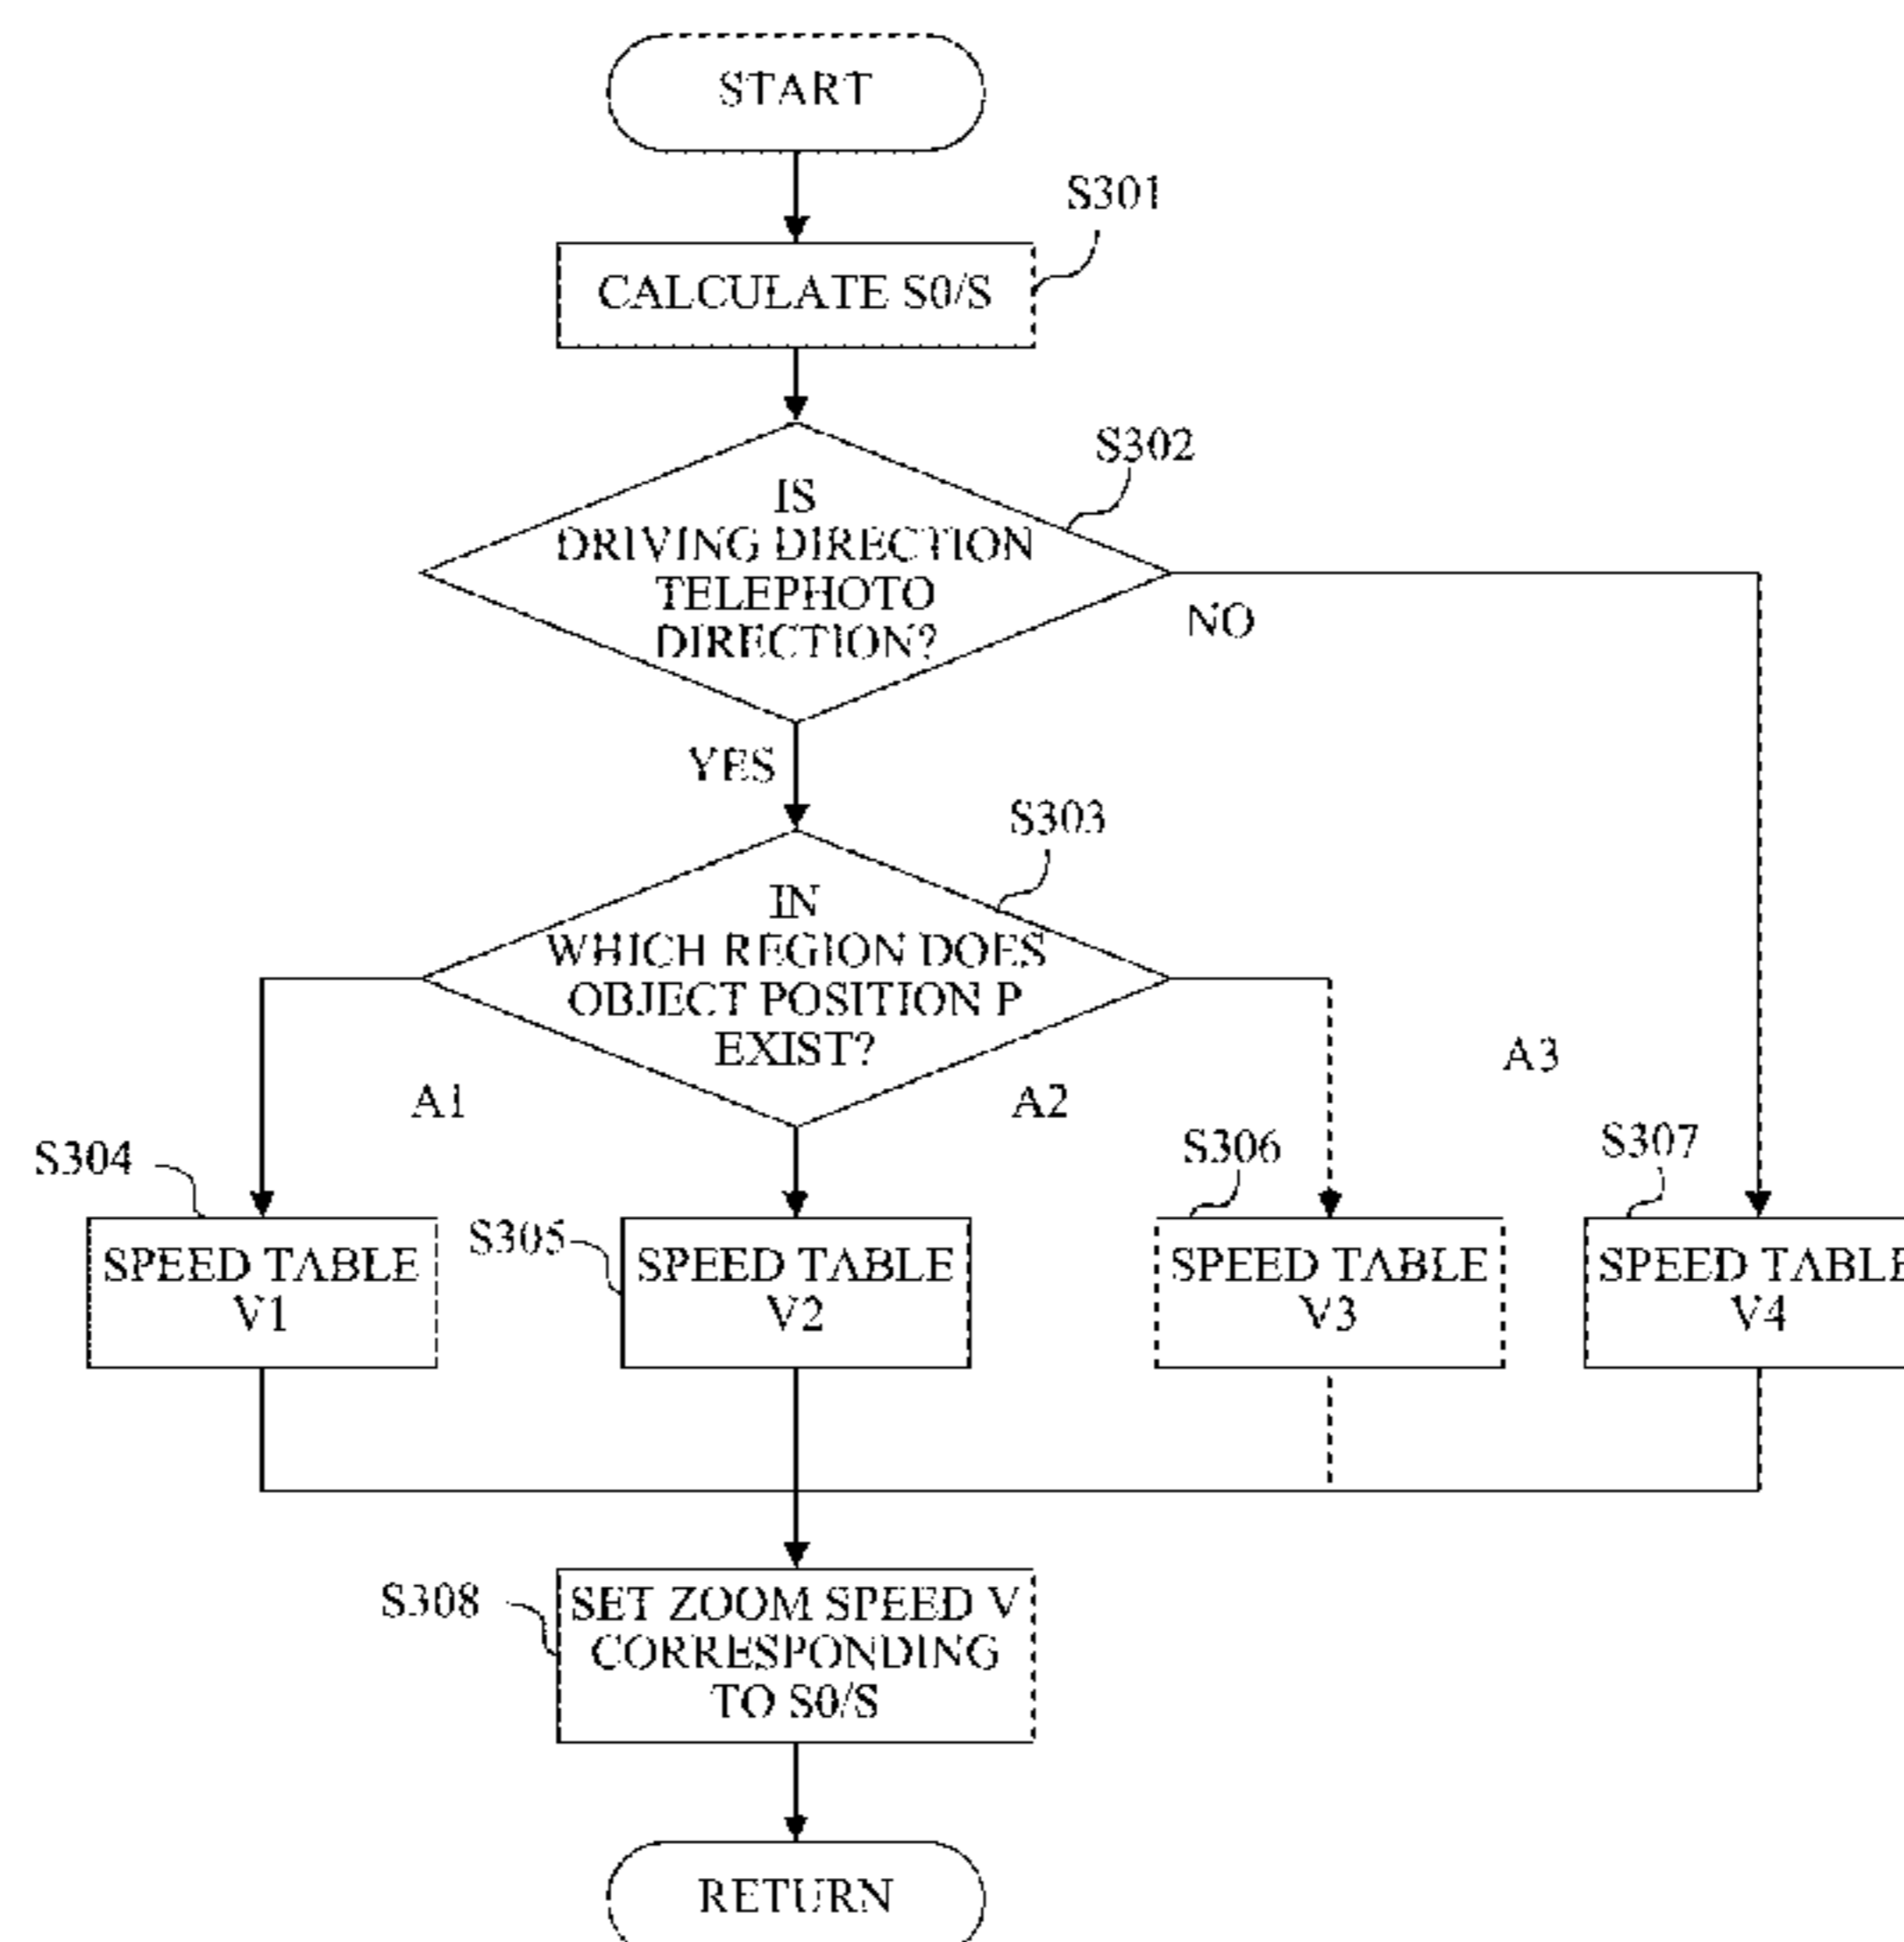 START
S301
CALCULATE S0/S
S302
IS
DRIVING DIRECTION
TELEPHOTO
DIRECTION?
NO
YES
S303
IN
WHICH REGION DOES
OBJECT POSITION P
EXIST?
A1
A2
A3
S304
S305
S306
S307
SPEED TABLE
V1
SPEED TABLE
V2
SPEED TABLE
V3
SPEED TABLE
V4
S308
SET ZOOM SPEED V
CORRESPONDING
TO S0/S
RETURN